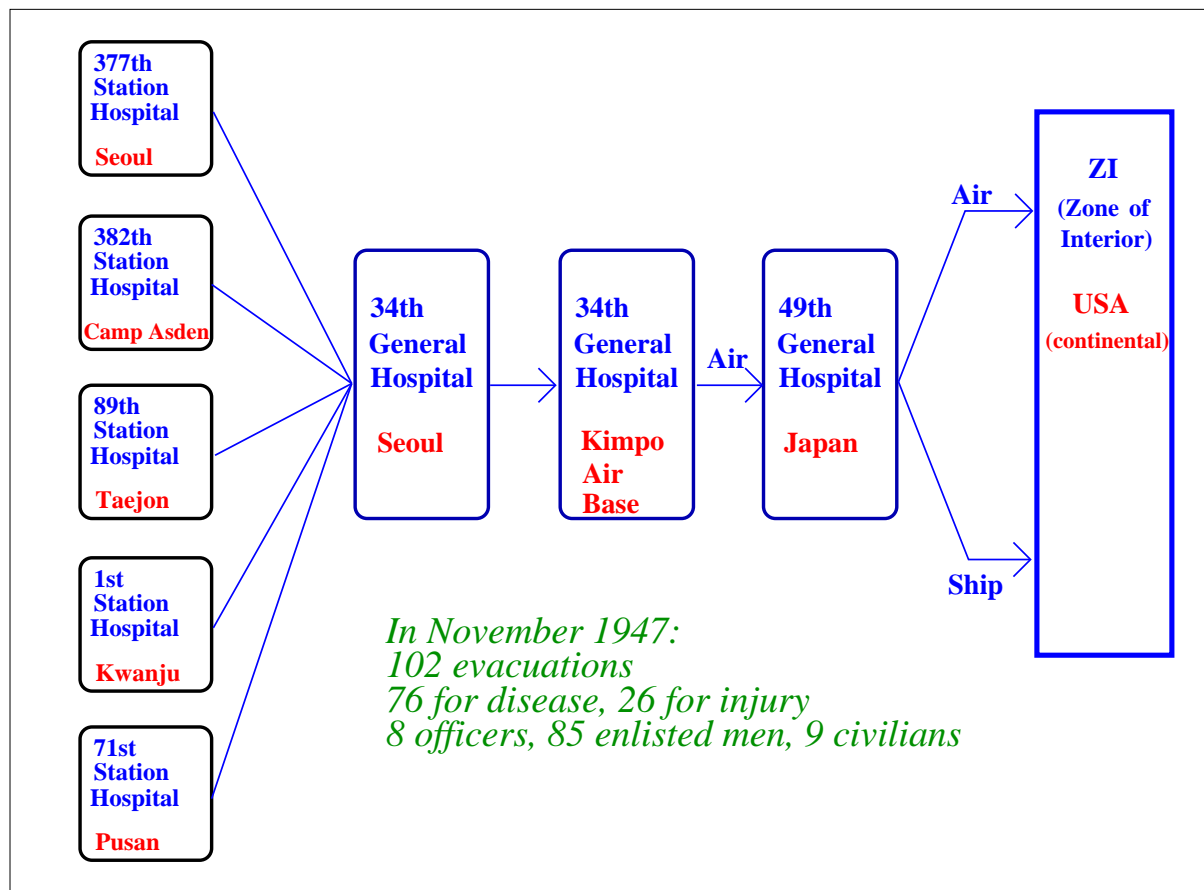 377th
Station
Hospital
Seoul
382th
Station
Hospital
Camp Asden
89th
Station
Hospital
Taejon
1st
Station
Hospital
Kwanju
71st
Station
Hospital
Pusan
34th
General
Hospital
Seoul
34th
General
Hospital
Kimpo
Air
Base
Air
49th
General
Hospital
Japan
Air
Ship
ZI
(Zone of
Interior)
USA
(continental)
In November 1947:
102 evacuations
76 for disease, 26 for injury
8 officers, 85 enlisted men, 9 civilians